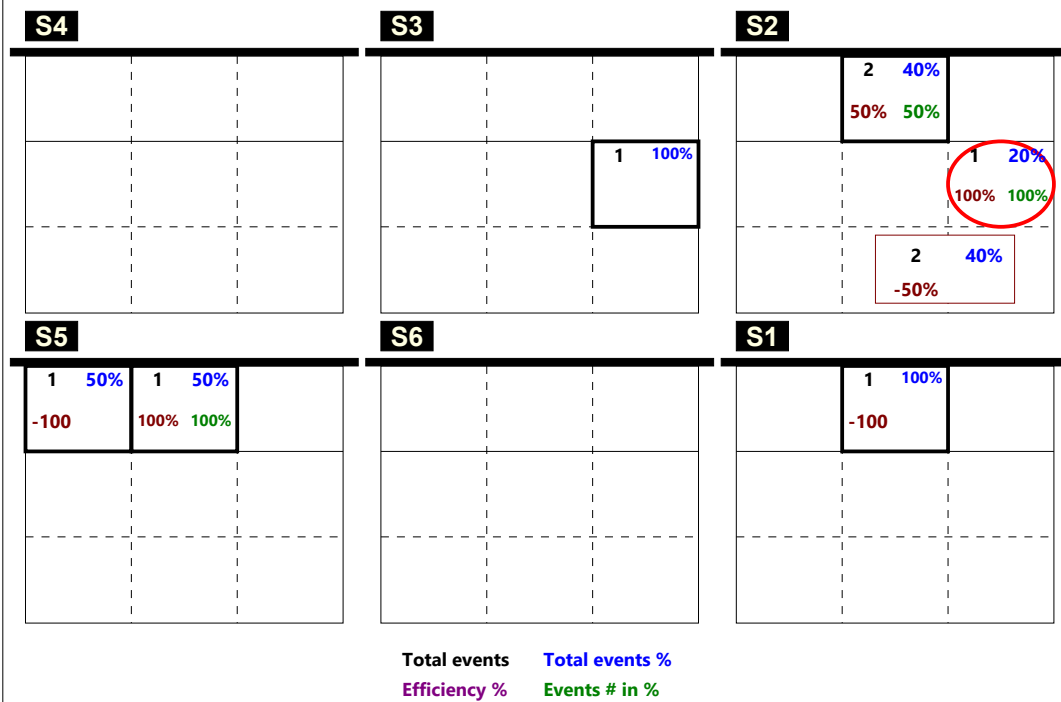 S4 S3 S2
2 40%
50% 50%
1 100%
1 20%
100% 100%
2 40%
-50%
S5 S6 S1
1 50% 1 50% 1 100%
-100 100% 100% -100
Total events Total events %
Efficiency % Events # in %